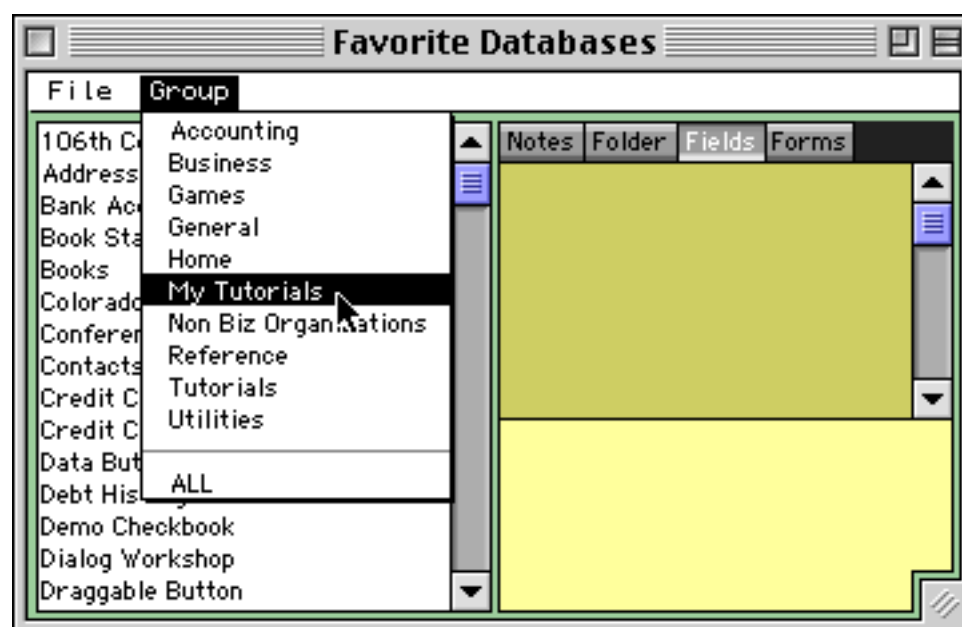 Favorite Databases
File Group
Accounting
Business
Games
General
Home
My Tutorials
Non Biz Organizations
Reference
Tutorials
Utilities
ALL
106th C
Address
Bank Acc
Book Sta
Books
Colorado
Conferen
Contacts
Credit C
Credit C
Data But
Debt His
Demo Checkbook
Dialog Workshop
Draggable Button
Notes Folder Fields Forms